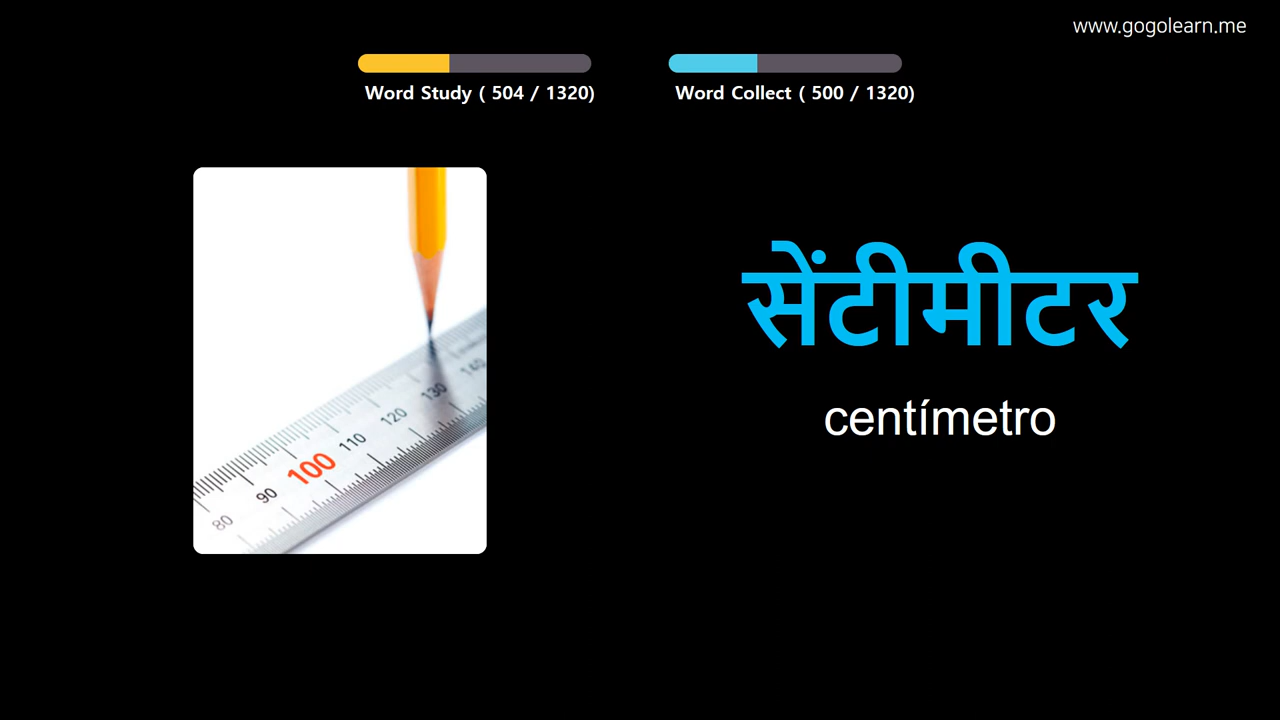 www.gogolearn.me
Word Study ( 504 / 1320)
Word Collect ( 500 / 1320)
सेंटीमीटर
centímetro
80
90
100
110
120
130
140